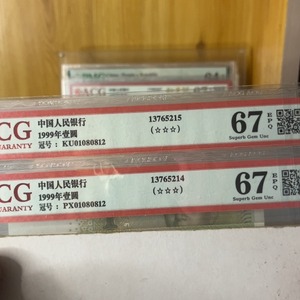 ACG
CG
GUARANTY
中国人民银行
1999年壹圆
冠号：KU01080812
13765215
(☆☆☆)
67
EPQ
Superb Gem Unc
CG
GUARANTY
中国人民银行
1999年壹圆
冠号：PX01080812
13765214
(☆☆☆)
67
EPQ
Superb Gem Unc